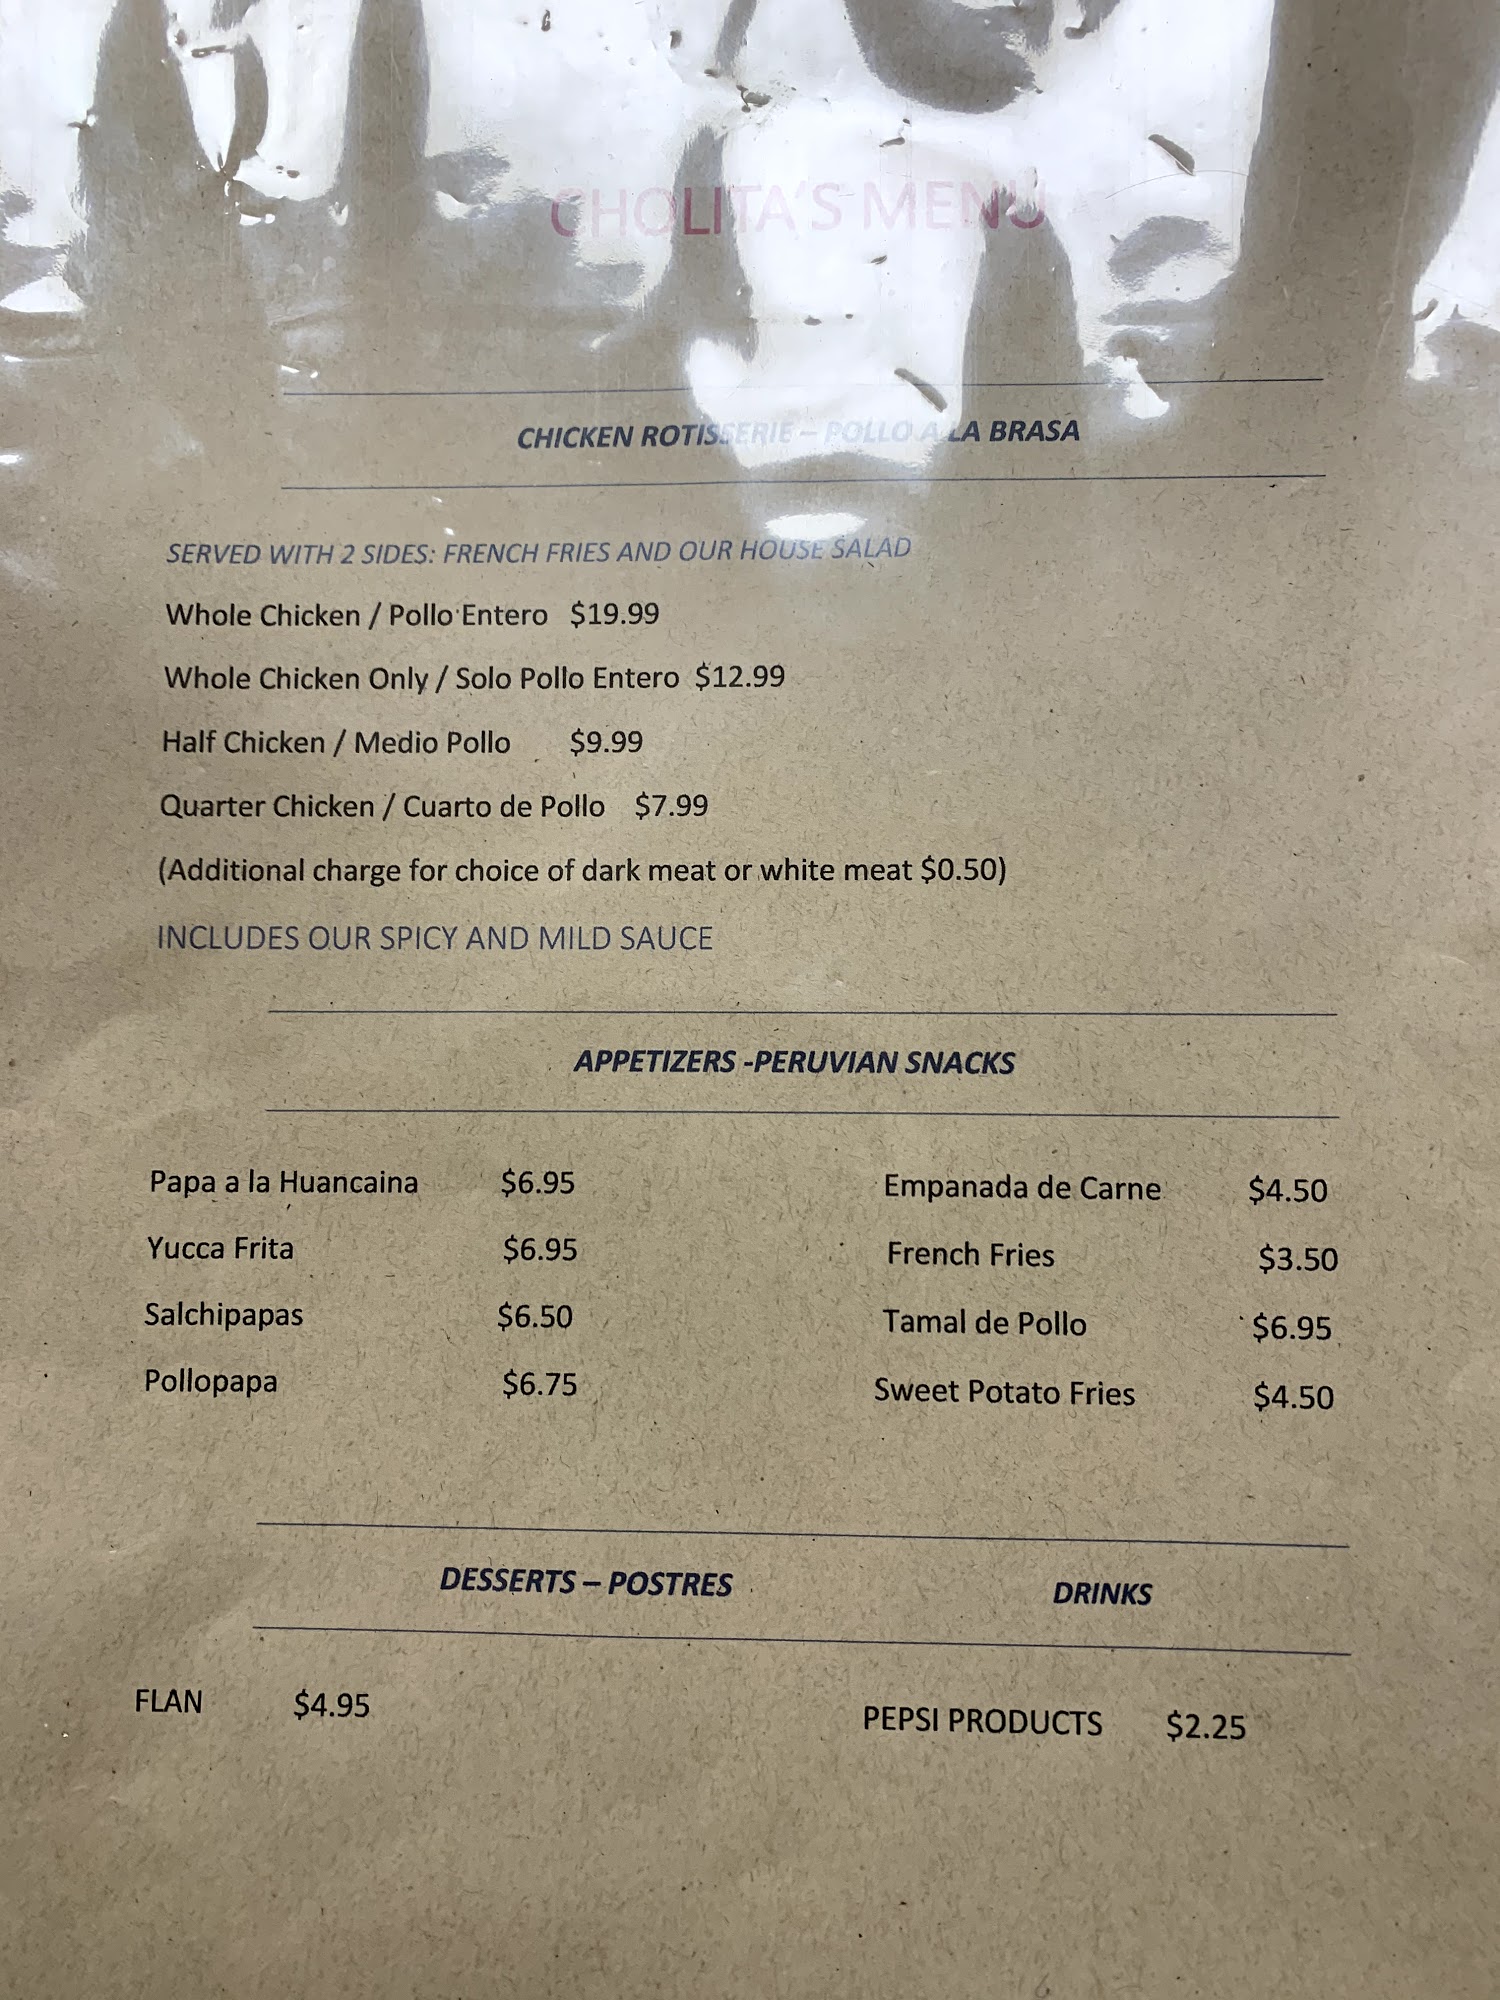 CHOLITA'S MENU
CHICKEN ROTISSERIE – POLLO A LA BRASA
SERVED WITH 2 SIDES: FRENCH FRIES AND OUR HOUSE SALAD
Whole Chicken / Pollo Entero $19.99
Whole Chicken Only / Solo Pollo Entero $12.99
Half Chicken / Medio Pollo $9.99
Quarter Chicken / Cuarto de Pollo $7.99
(Additional charge for choice of dark meat or white meat $0.50)
INCLUDES OUR SPICY AND MILD SAUCE
APPETIZERS -PERUVIAN SNACKS
Papa a la Huancaina $6.95 Empanada de Carne $4.50
Yucca Frita $6.95 French Fries $3.50
Salchipapas $6.50 Tamal de Pollo $6.95
Pollopapa $6.75 Sweet Potato Fries $4.50
DESSERTS – POSTRES DRINKS
FLAN $4.95 PEPSI PRODUCTS $2.25